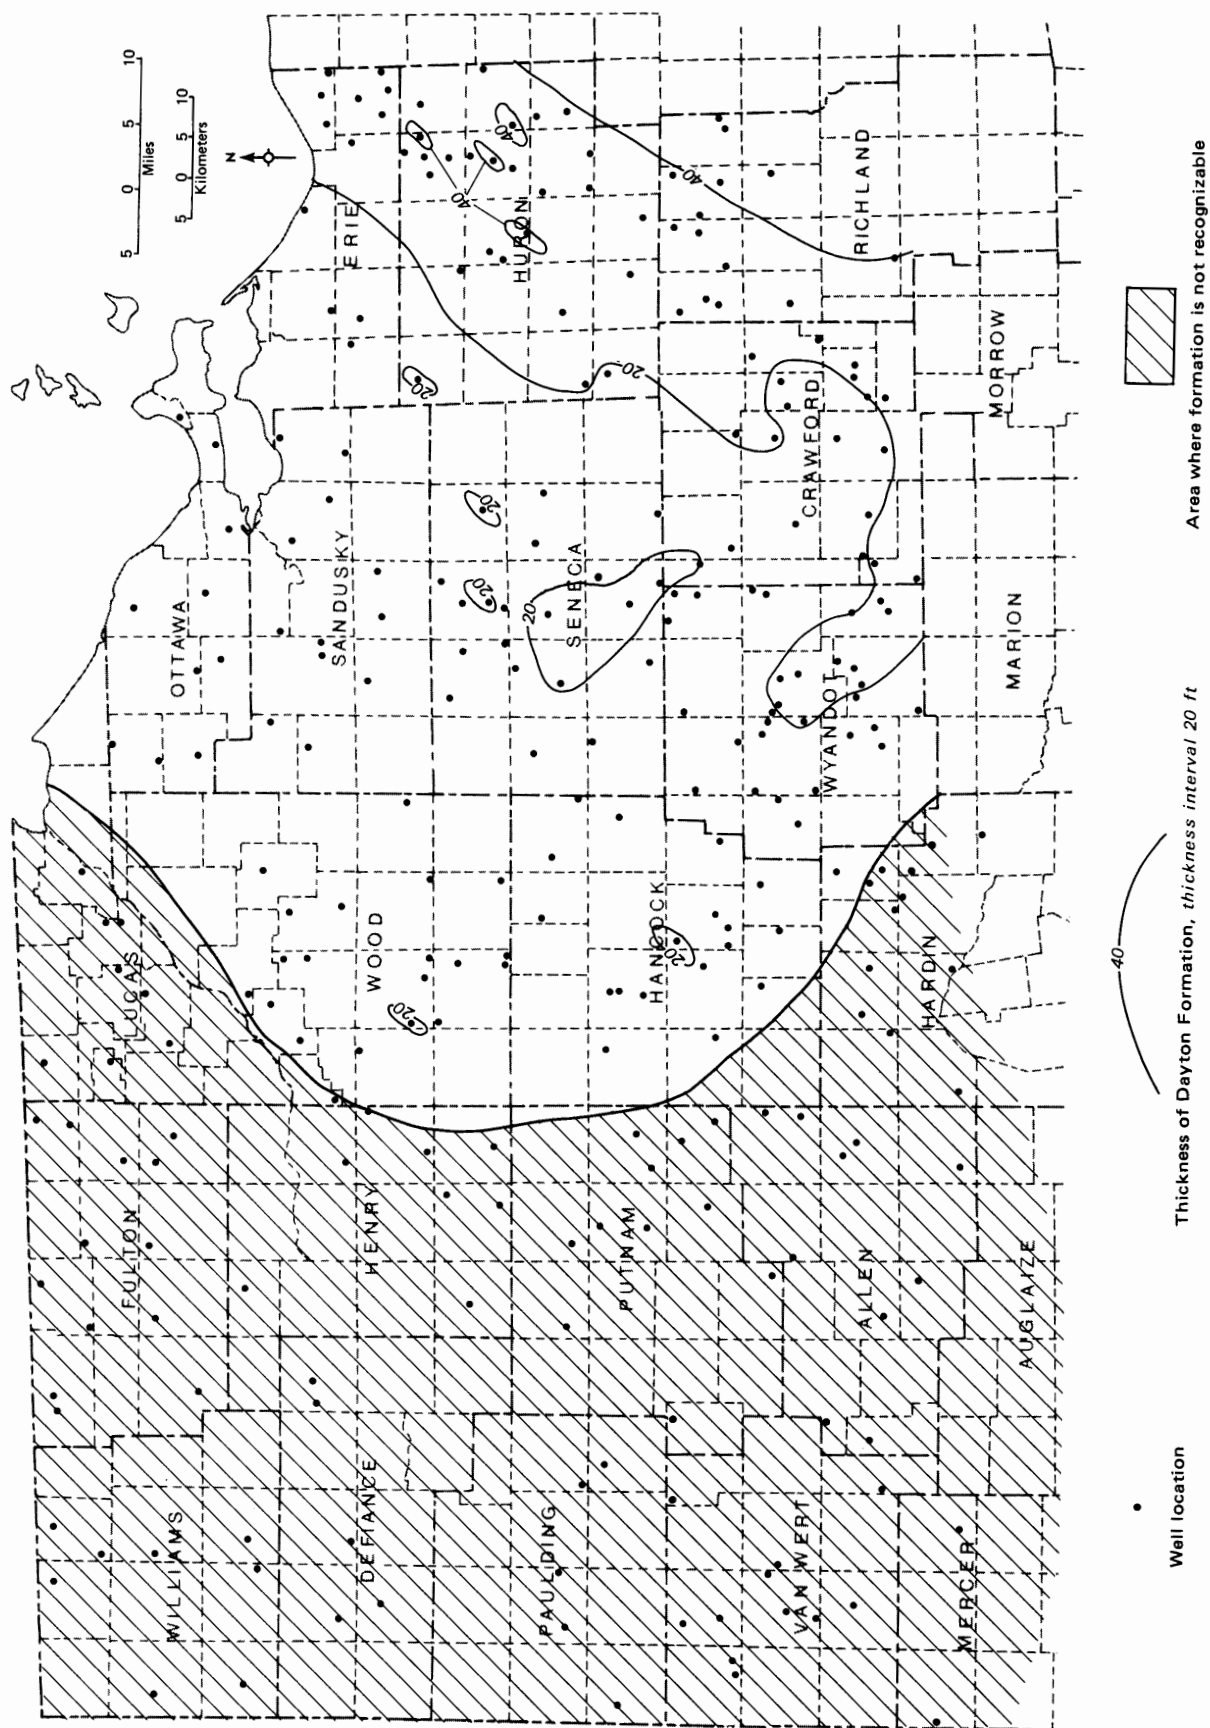 10
5
0
5
Miles
10
5
0
5
Kilometers
N
WILLIAMS
FULTON
LUCAS
OTTAWA
ERIE
DEFIANCE
HENRY
WOOD
SANDUSKY
HURON
PAULDING
PUTNAM
HANCOCK
SENECA
VAN WERT
ALLEN
WYANDOT
CRAWFORD
RICHLAND
MERCER
AUGLAIZE
HARDIN
MARION
MORROW
20
20
20
20
20
20
20
40
40
40
Well location
40
Thickness of Dayton Formation, thickness interval 20 ft
Area where formation is not recognizable